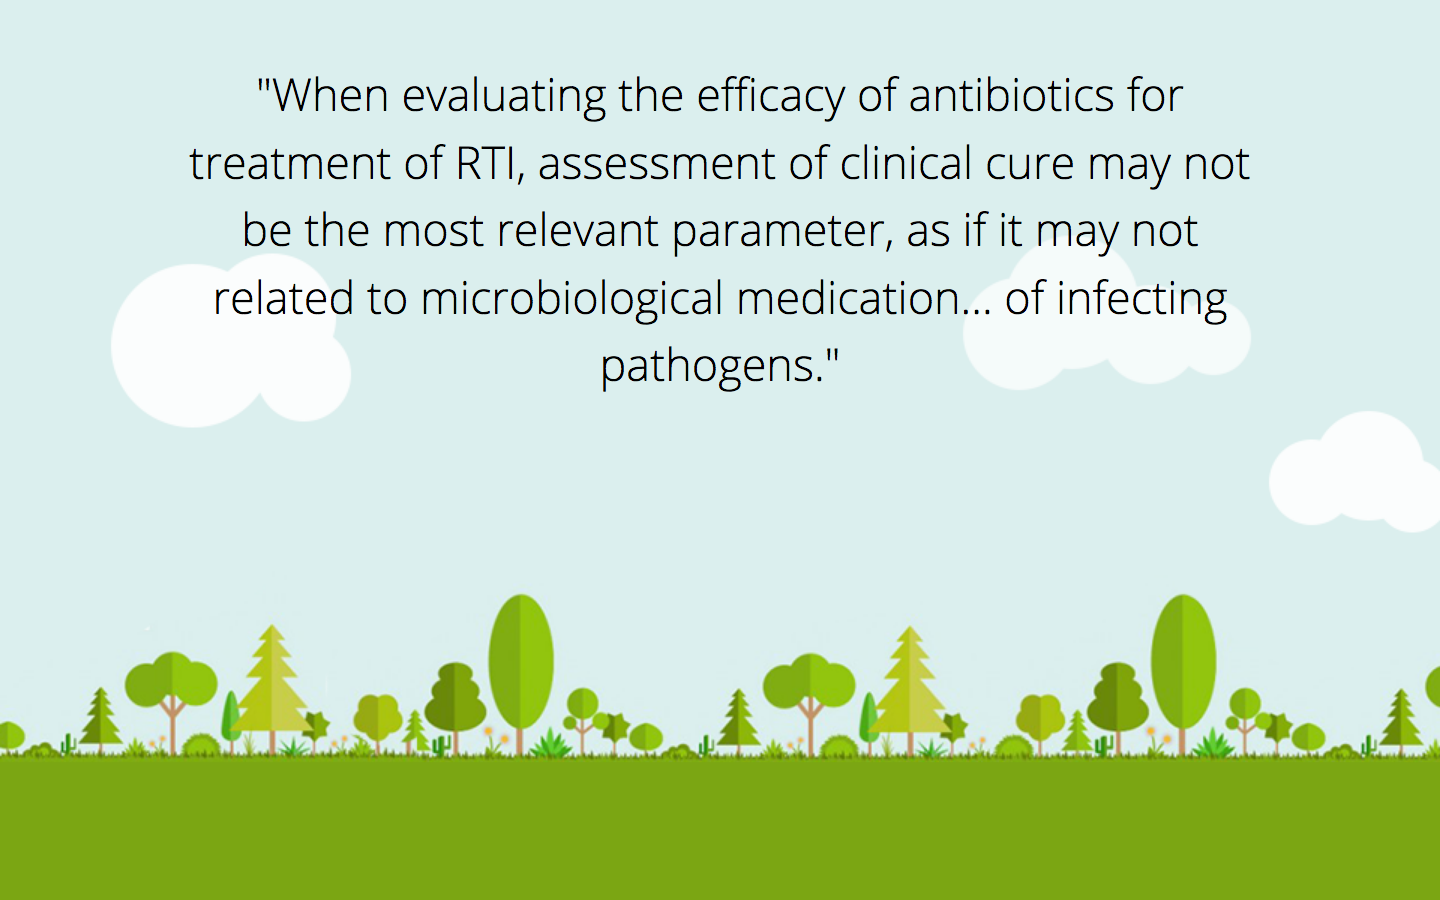 "When evaluating the efficacy of antibiotics for
treatment of RTI, assessment of clinical cure may not
be the most relevant parameter, as if it may not
related to microbiological medication... of infecting
pathogens."